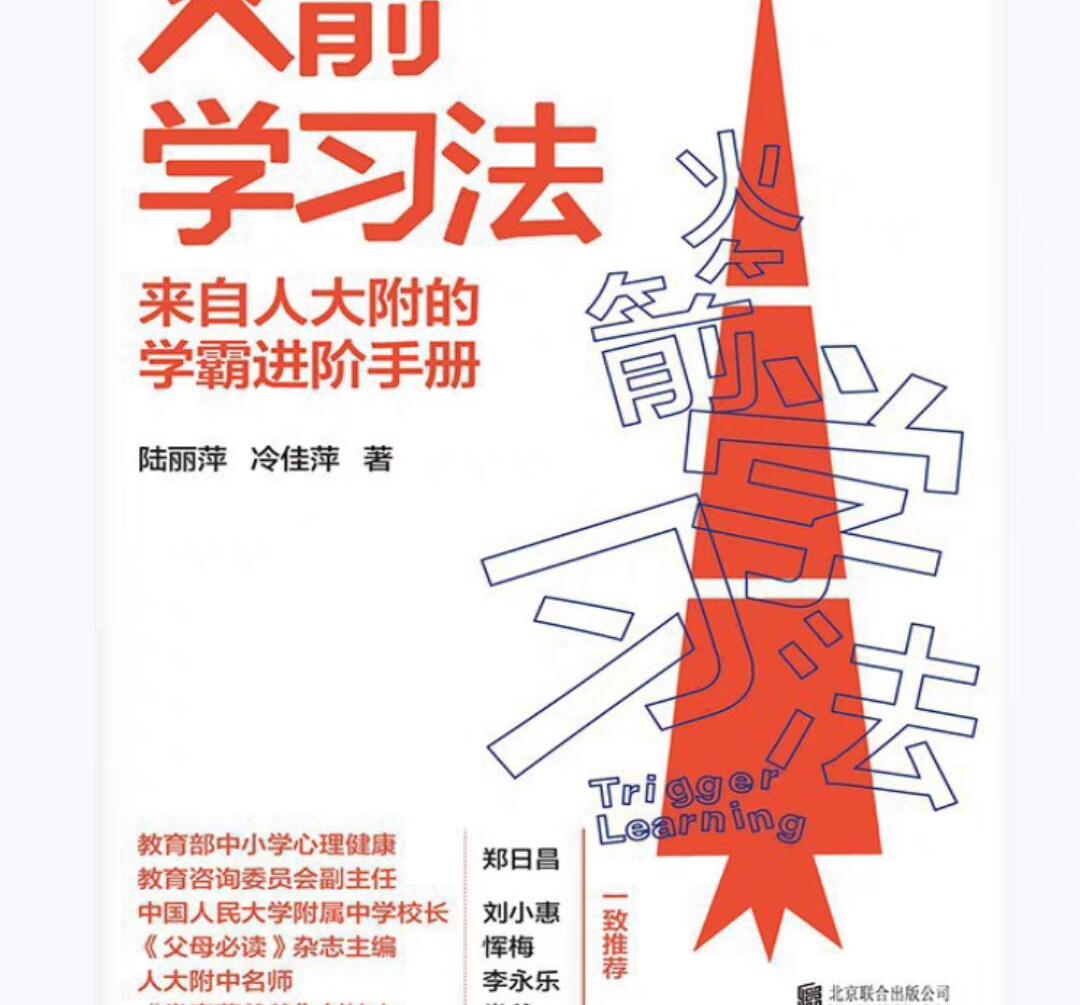 火箭
学习法
来自人大附的
学霸进阶手册
陆丽萍 冷佳萍 著
火箭学习法
Trigger
Learning
教育部中小学心理健康
教育咨询委员会副主任 郑日昌
中国人民大学附属中学校长 刘小惠
《父母必读》杂志主编 恽梅
人大附中名师 李永乐
一致推荐
北京联合出版公司